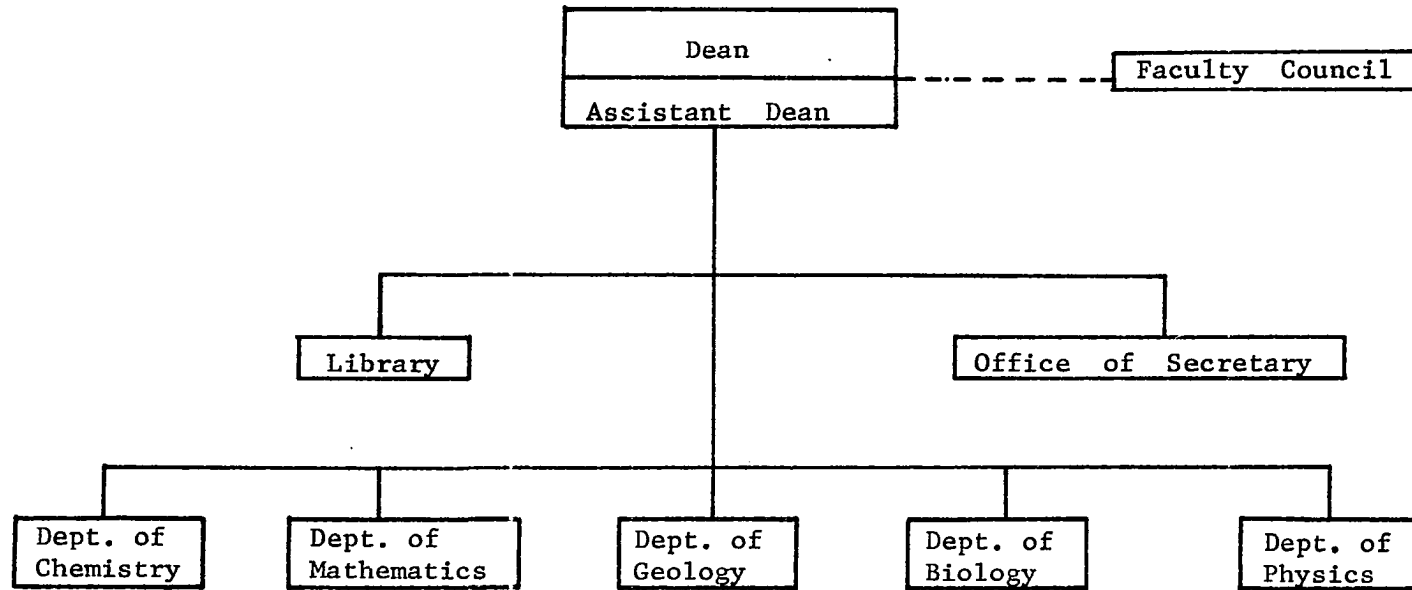 Dean
Faculty Council
Assistant Dean
Library
Office of Secretary
Dept. of
Chemistry
Dept. of
Mathematics
Dept. of
Geology
Dept. of
Biology
Dept. of
Physics